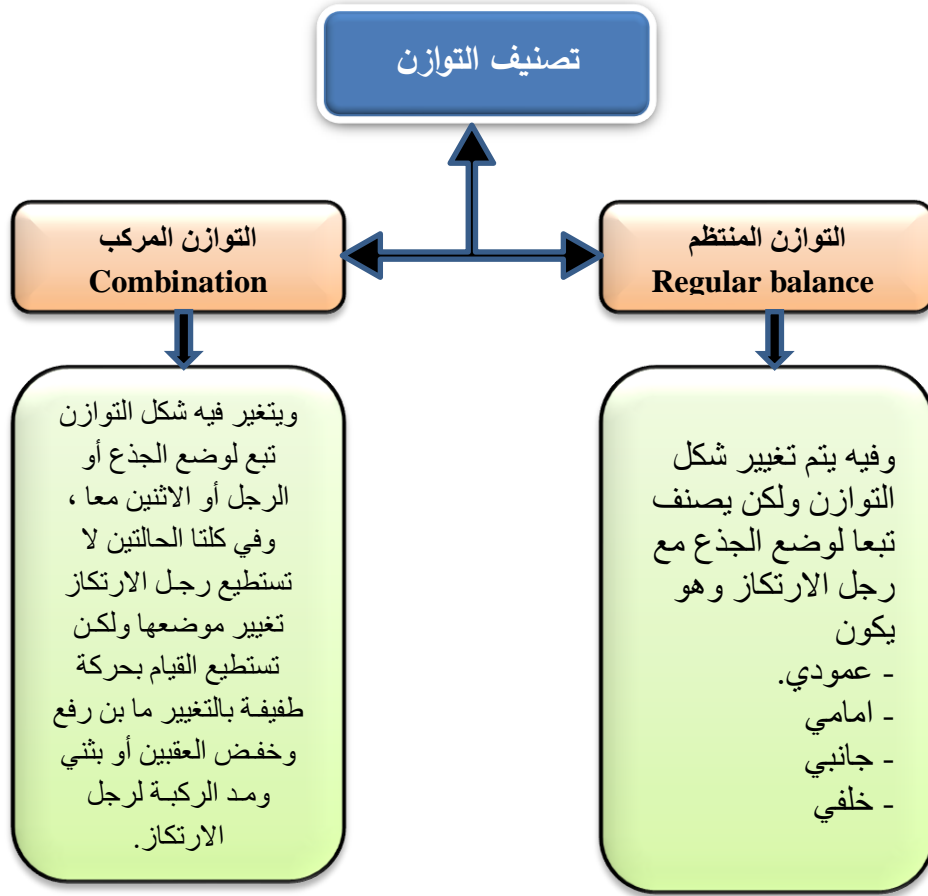 تصنيف التوازن
التوازن المنتظم
Regular balance
وفيه يتم تغيير شكل
التوازن ولكن يصنف
تبعا لوضع الجذع مع
رجل الارتكاز وهو
يكون
- عمودي.
- امامي
- جانبي
- خلفي
التوازن المركب
Combination
ويتغير فيه شكل التوازن
تبع لوضع الجذع أو
الرجل أو الاثنين معا ،
وفي كلتا الحالتين لا
تستطيع رجل الارتكاز
تغيير موضعها ولكن
تستطيع القيام بحركة
طفيفة بالتغيير ما بن رفع
وخفض العقبين أو بثني
ومد الركبة لرجل
الارتكاز.